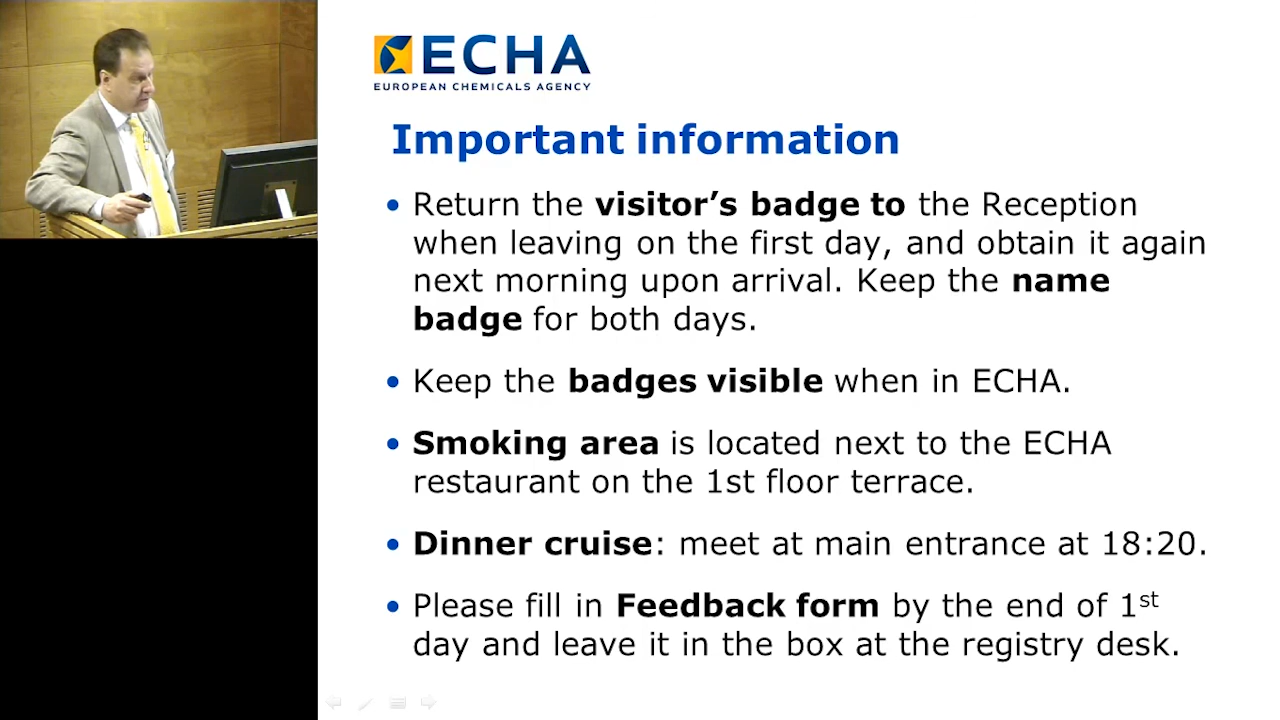 ECHA
EUROPEAN CHEMICALS AGENCY
Important information
• Return the visitor’s badge to the Reception
when leaving on the first day, and obtain it again
next morning upon arrival. Keep the name
badge for both days.
• Keep the badges visible when in ECHA.
• Smoking area is located next to the ECHA
restaurant on the 1st floor terrace.
• Dinner cruise: meet at main entrance at 18:20.
• Please fill in Feedback form by the end of 1st
day and leave it in the box at the registry desk.